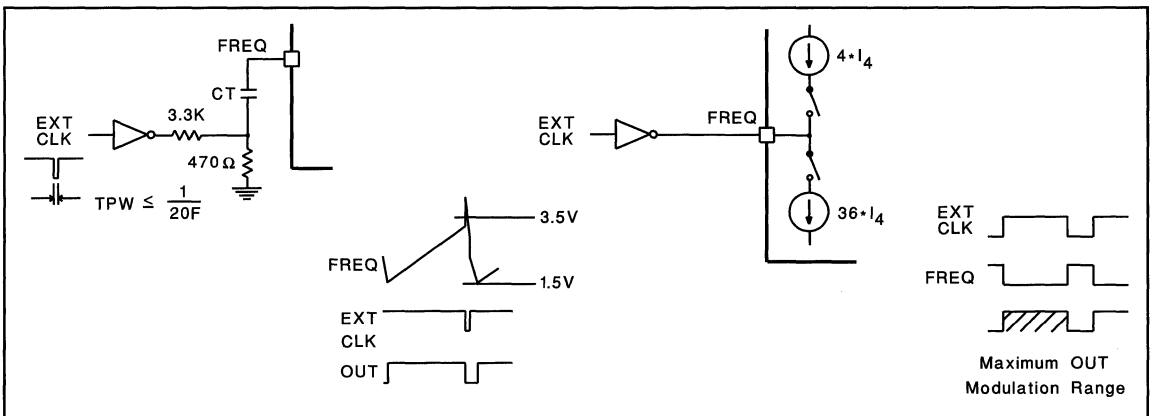 FREQ
CT
3.3K
EXT
CLK
470Ω
TPW ≤ 1/20F
FREQ
3.5V
1.5V
EXT
CLK
OUT
EXT
CLK
FREQ
4*I4
36*I4
EXT
CLK
FREQ
Maximum OUT
Modulation Range